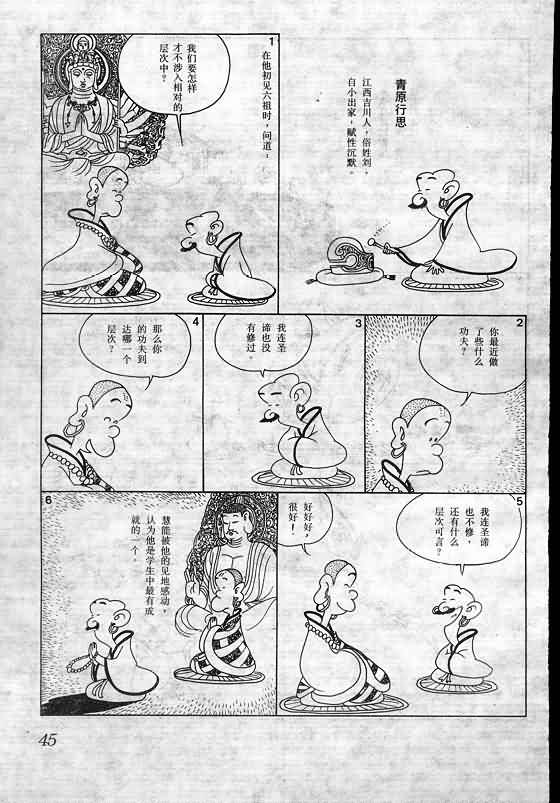 青原行思
江西吉川人，俗姓刘。
自小出家，赋性沉默
1
在他初见六祖时，问道：
我们要怎样
才不涉入相对的
层次中？
2
你最近做
了些什么
功夫？
3
我连圣
谛也没
有修过。
4
那么你
的功夫到
达哪一个
层次？
5
我连圣谛
也不修，
还有什么
层次可言？
好好好，
很好！
6
慧能被他的见地感动，
认为他是学生中最有成
就的一个。
45